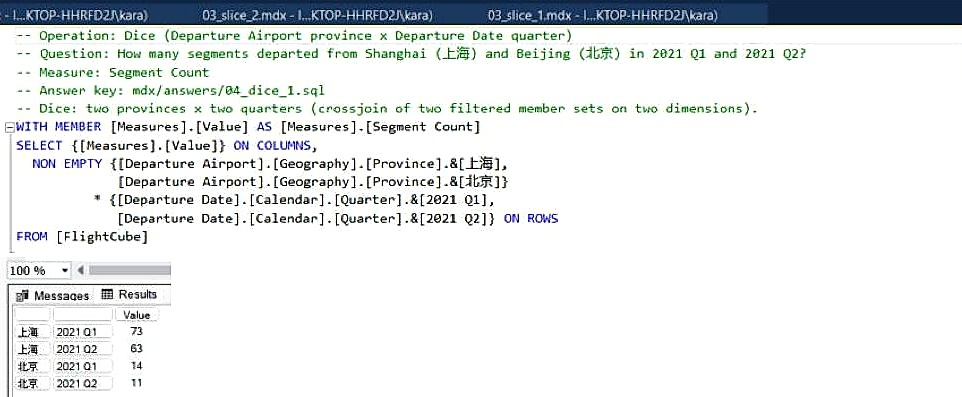 - I...KTOP-HHRFD2J\kara) 03_slice_2.mdx - I...KTOP-HHRFD2J\kara) 03_slice_1.mdx - I...KTOP-HHRFD2J\kara)
-- Operation: Dice (Departure Airport province x Departure Date quarter)
-- Question: How many segments departed from Shanghai (上海) and Beijing (北京) in 2021 Q1 and 2021 Q2?
-- Measure: Segment Count
-- Answer key: mdx/answers/04_dice_1.sql
-- Dice: two provinces x two quarters (crossjoin of two filtered member sets on two dimensions).
WITH MEMBER [Measures].[Value] AS [Measures].[Segment Count]
SELECT {[Measures].[Value]} ON COLUMNS,
NON EMPTY {[Departure Airport].[Geography].[Province].&[上海],
[Departure Airport].[Geography].[Province].&[北京]}
* {[Departure Date].[Calendar].[Quarter].&[2021 Q1],
[Departure Date].[Calendar].[Quarter].&[2021 Q2]} ON ROWS
FROM [FlightCube]
100 %
Messages Results
Value
上海 2021 Q1 73
上海 2021 Q2 63
北京 2021 Q1 14
北京 2021 Q2 11